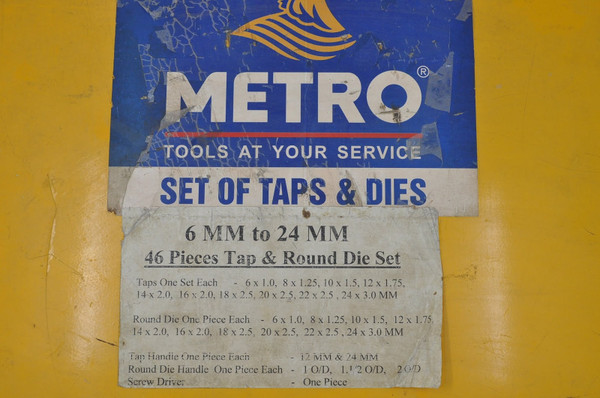 METRO®
TOOLS AT YOUR SERVICE
SET OF TAPS & DIES
6 MM to 24 MM
46 Pieces Tap & Round Die Set
Taps One Set Each - 6 x 1.0, 8 x 1.25, 10 x 1.5, 12 x 1.75,
14 x 2.0, 16 x 2.0, 18 x 2.5, 20 x 2.5, 22 x 2.5 , 24 x 3.0 MM
Round Die One Piece Each - 6 x 1.0, 8 x 1.25, 10 x 1.5, 12 x 1.75
14 x 2.0, 16 x 2.0, 18 x 2.5, 20 x 2.5, 22 x 2.5 , 24 x 3.0 MM
Tap Handle One Piece Each - 12 MM & 24 MM
Round Die Handle One Piece Each - 1 O/D, 1.1/2 O/D, 2 O/D
Screw Drive. - One Piece